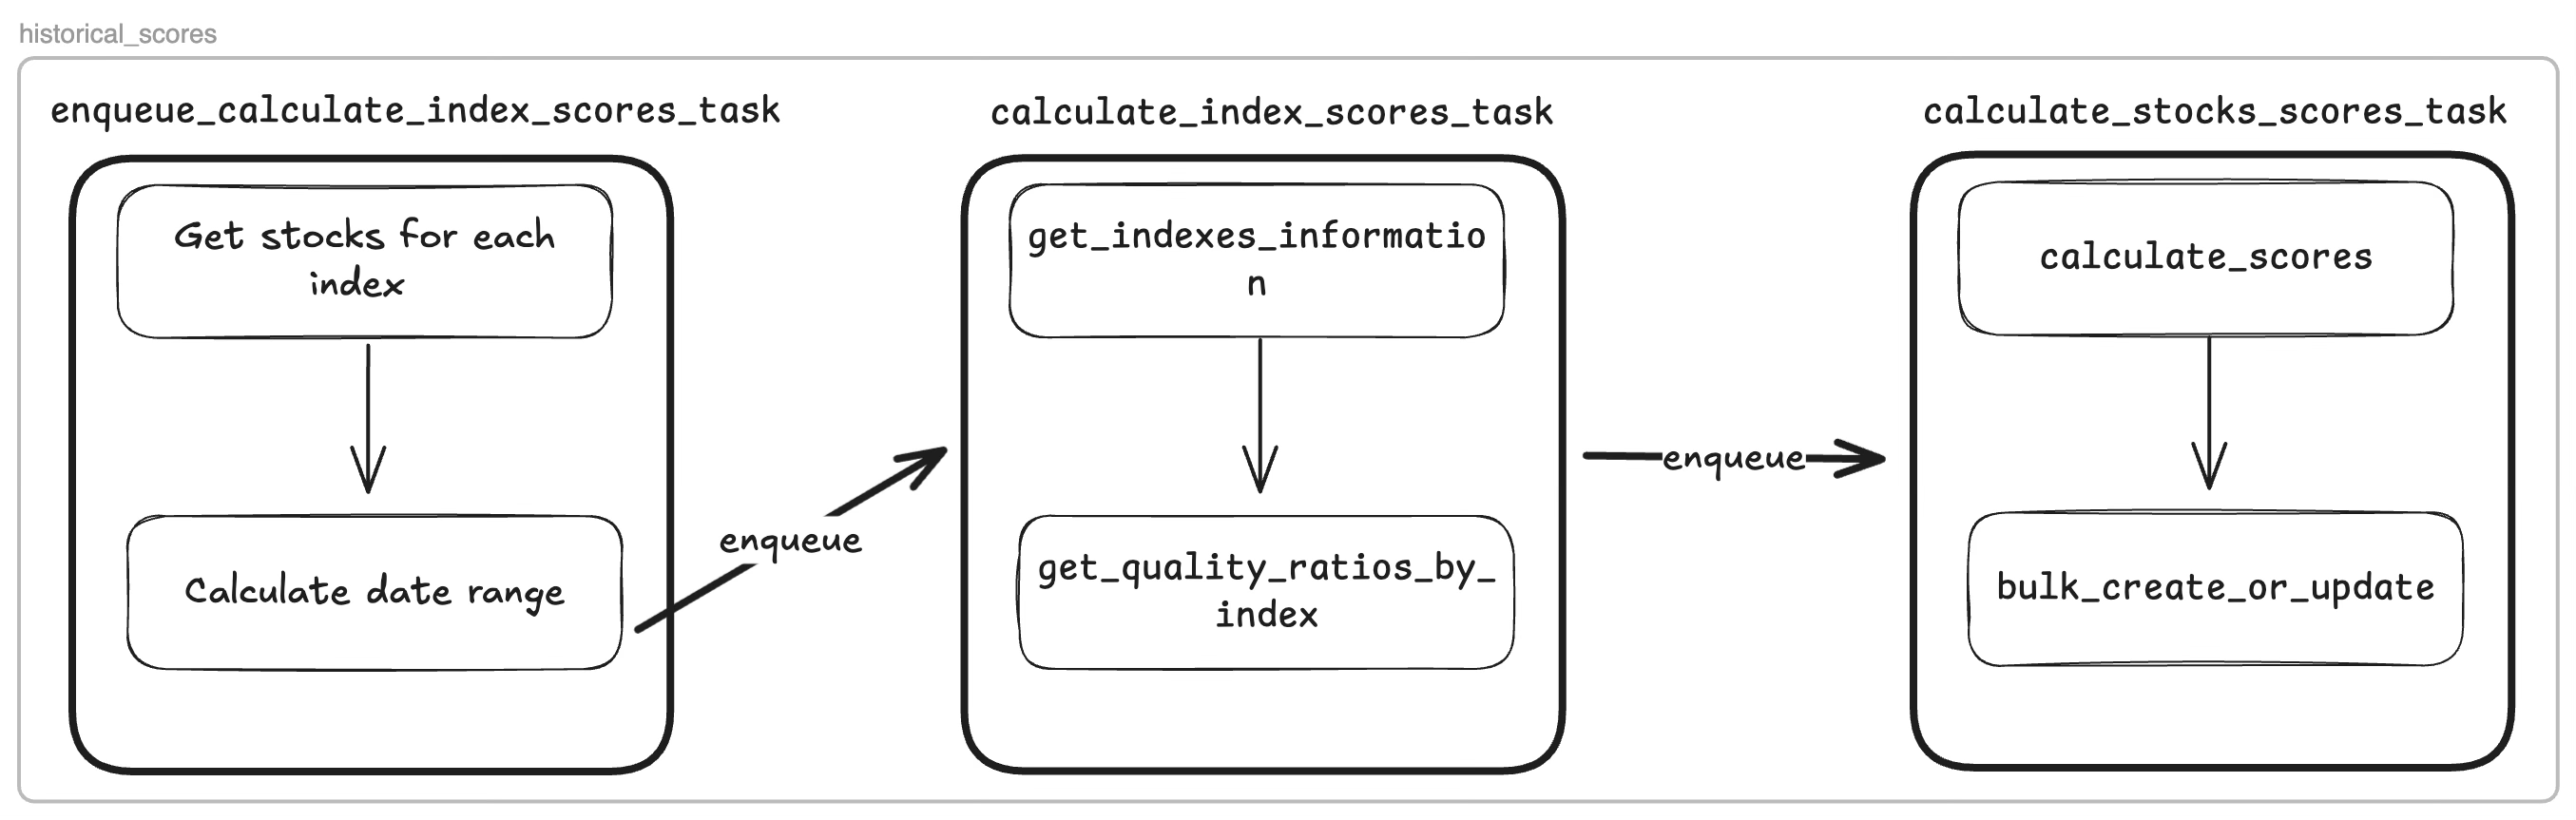 historical_scores
enqueue_calculate_index_scores_task
Get stocks for each
index
Calculate date range
enqueue
calculate_index_scores_task
get_indexes_informatio
n
get_quality_ratios_by_
index
enqueue
calculate_stocks_scores_task
calculate_scores
bulk_create_or_update